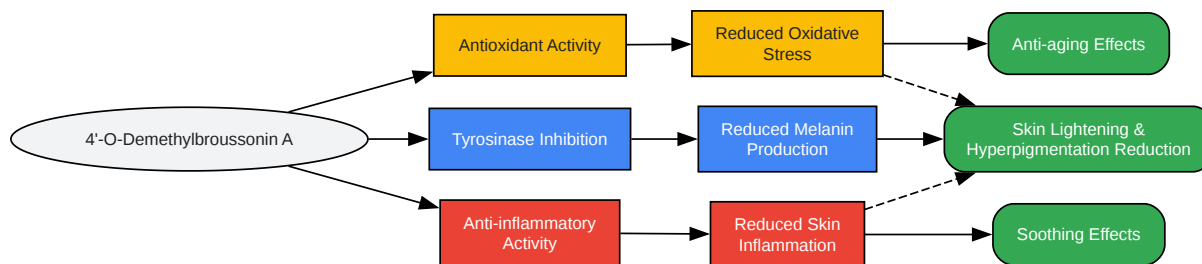 Antioxidant Activity
Reduced Oxidative
Stress
Anti-aging Effects
4'-O-Demethylbroussonin A
Tyrosinase Inhibition
Reduced Melanin
Production
Skin Lightening &
Hyperpigmentation Reduction
Anti-inflammatory
Activity
Reduced Skin
Inflammation
Soothing Effects